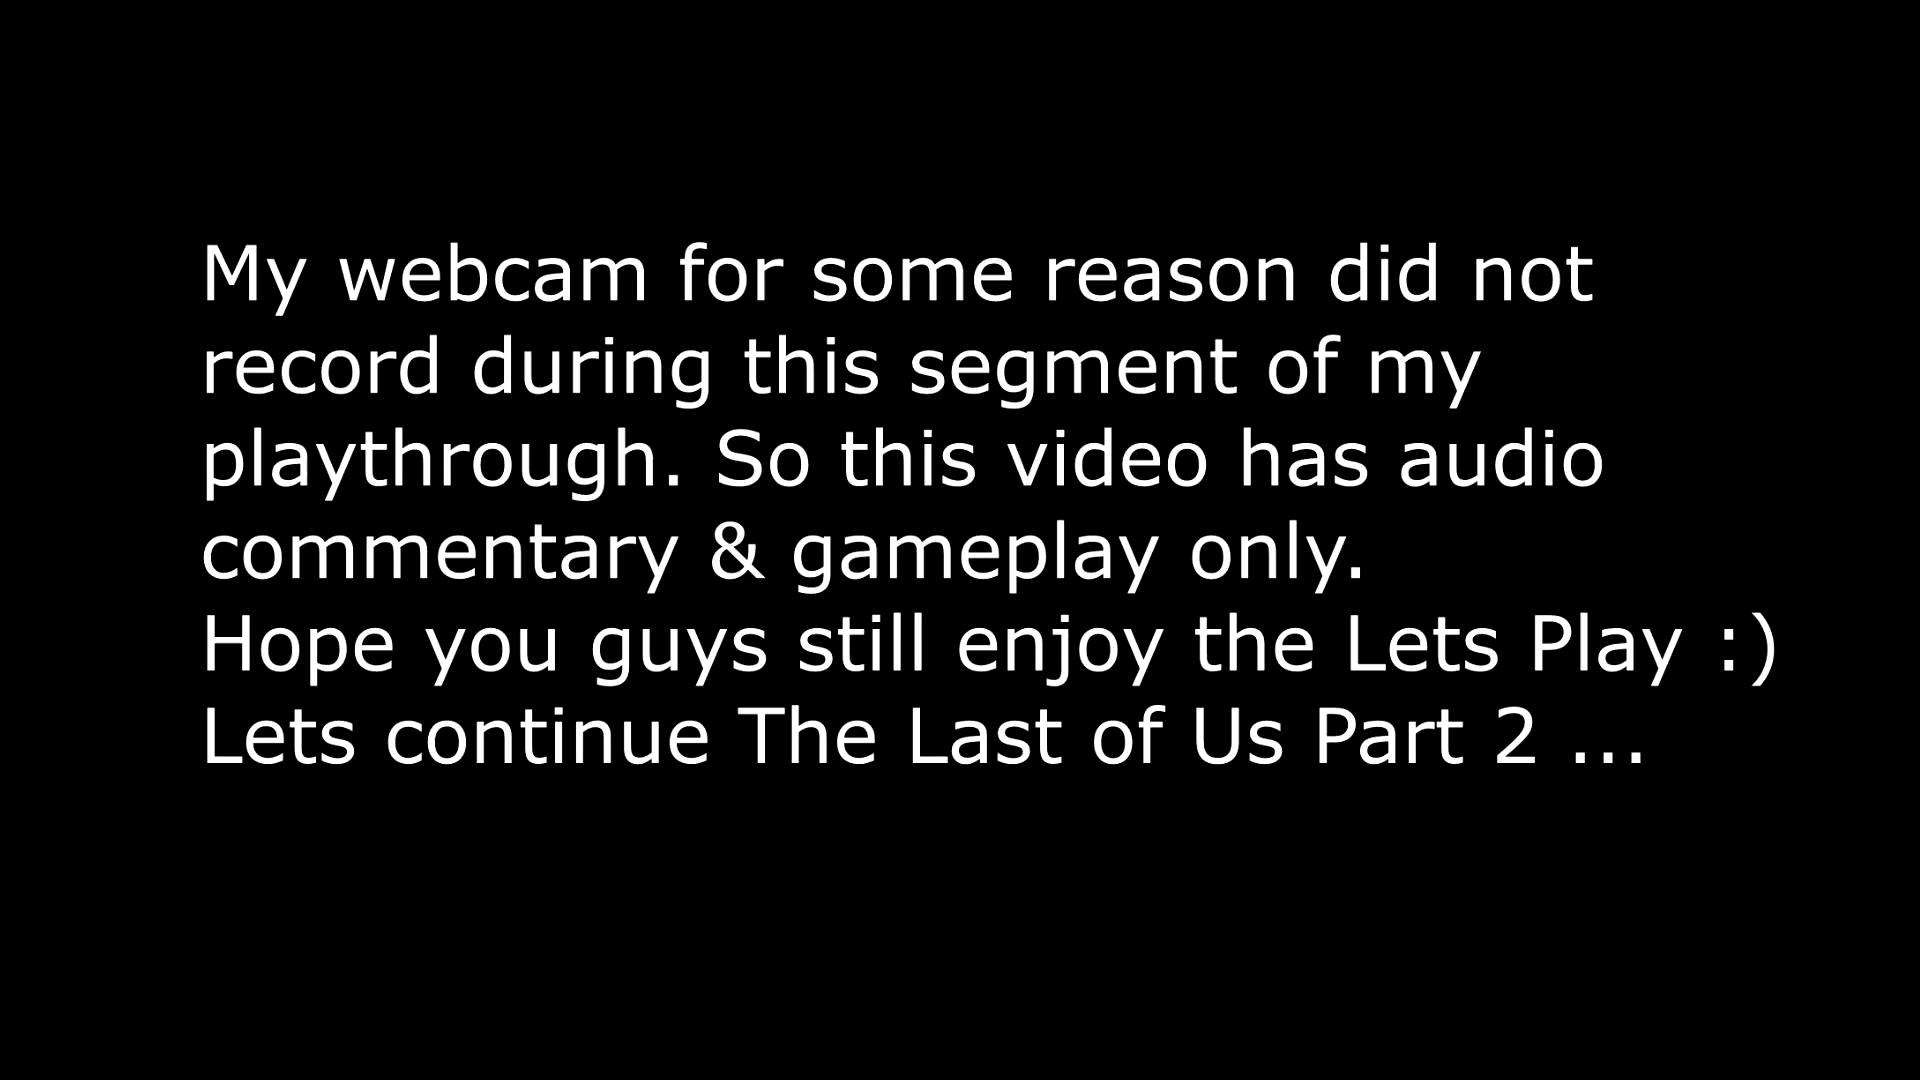 My webcam for some reason did not
record during this segment of my
playthrough. So this video has audio
commentary & gameplay only.
Hope you guys still enjoy the Lets Play :)
Lets continue The Last of Us Part 2 ...